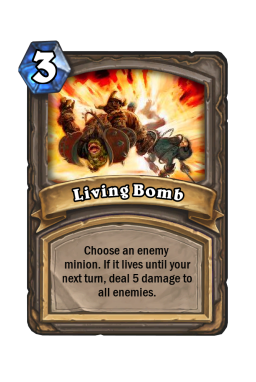 3
Living Bomb
Choose an enemy
minion. If it lives until your
next turn, deal 5 damage to
all enemies.